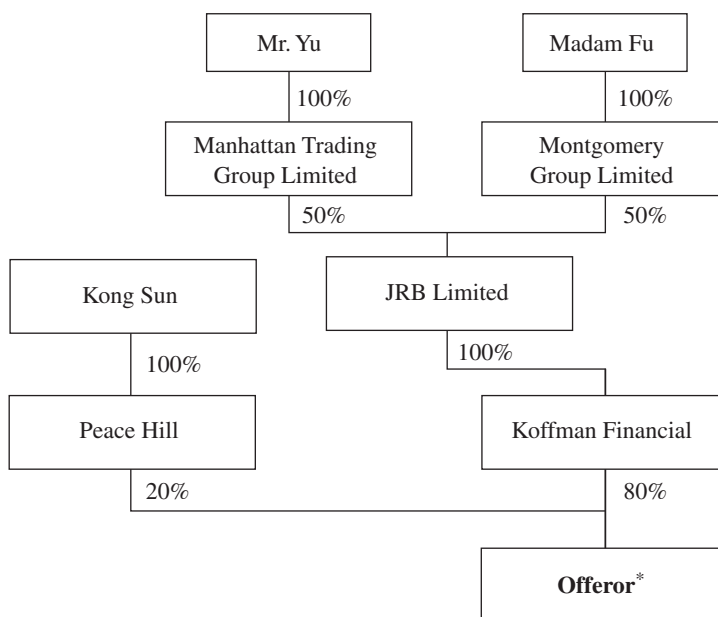 Mr. Yu
Madam Fu
100%
100%
Manhattan Trading
Group Limited
Montgomery
Group Limited
50%
50%
Kong Sun
JRB Limited
100%
100%
Peace Hill
Koffman Financial
20%
80%
Offeror*